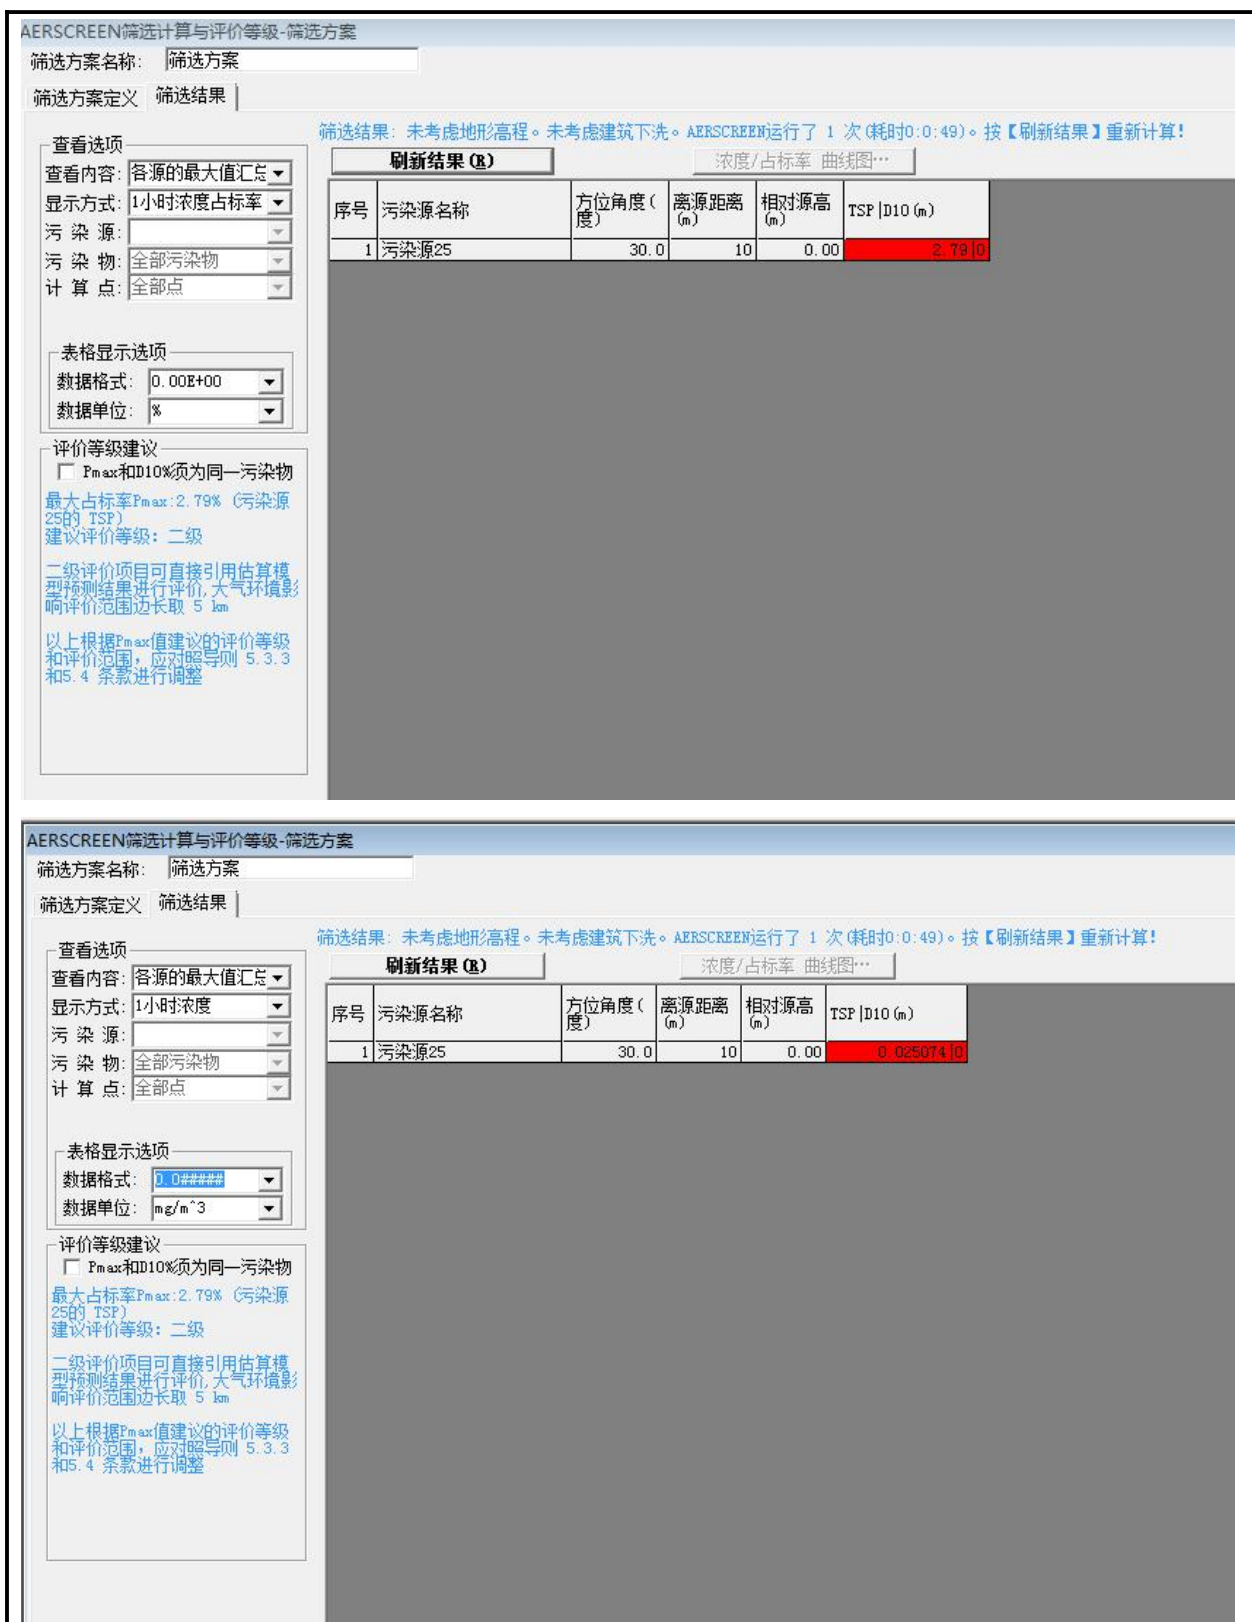 AERSCREEN筛选计算与评价等级-筛选方案
筛选方案名称: 筛选方案
筛选方案定义 筛选结果
筛选结果: 未考虑地形高程。未考虑建筑下洗。AERSCREEN运行了 1 次(耗时0:0:49)。按【刷新结果】重新计算!
刷新结果(R) 浓度/占标率 曲线图…
查看选项
查看内容: 各源的最大值汇总
显示方式: 1小时浓度占标率
污 染 源:
污 染 物: 全部污染物
计 算 点: 全部点
序号 污染源名称 方位角度(度) 离源距离(m) 相对源高(m) TSP|D10(m)
1 污染源25 30.0 10 0.00 2.79|0
表格显示选项
数据格式: 0.00E+00
数据单位: %
评价等级建议
Pmax和D10%须为同一污染物
最大占标率Pmax:2.79% (污染源
25的 TSP)
建议评价等级: 二级
二级评价项目可直接引用估算模
型预测结果进行评价,大气环境影
响评价范围边长取 5 km
以上根据Pmax值建议的评价等级
和评价范围, 应对照导则 5.3.3
和5.4 条款进行调整
AERSCREEN筛选计算与评价等级-筛选方案
筛选方案名称: 筛选方案
筛选方案定义 筛选结果
筛选结果: 未考虑地形高程。未考虑建筑下洗。AERSCREEN运行了 1 次(耗时0:0:49)。按【刷新结果】重新计算!
刷新结果(R) 浓度/占标率 曲线图…
查看选项
查看内容: 各源的最大值汇总
显示方式: 1小时浓度
污 染 源:
污 染 物: 全部污染物
计 算 点: 全部点
序号 污染源名称 方位角度(度) 离源距离(m) 相对源高(m) TSP|D10(m)
1 污染源25 30.0 10 0.00 0.025074|0
表格显示选项
数据格式: 0.0#####
数据单位: mg/m^3
评价等级建议
Pmax和D10%须为同一污染物
最大占标率Pmax:2.79% (污染源
25的 TSP)
建议评价等级: 二级
二级评价项目可直接引用估算模
型预测结果进行评价,大气环境影
响评价范围边长取 5 km
以上根据Pmax值建议的评价等级
和评价范围, 应对照导则 5.3.3
和5.4 条款进行调整